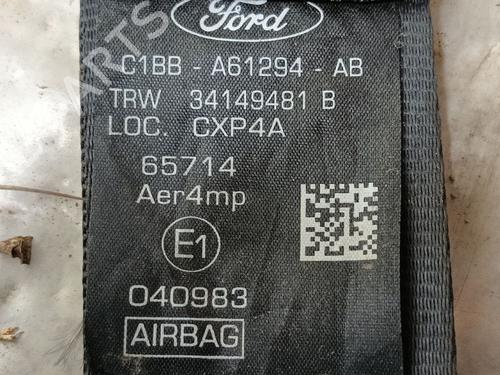 Ford
C1BB - A61294 - AB
TRW 34149481 B
LOC. CXP4A
65714
Aer4mp
E1
040983
AIRBAG